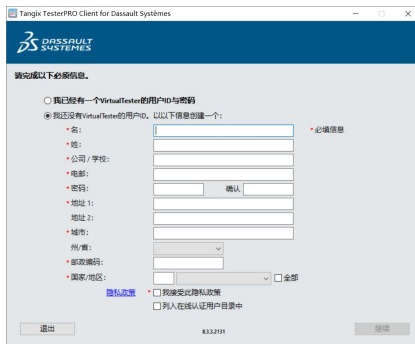 Tangix TesterPRO Client for Dassault Systèmes
DASSAULT
SYSTEMES
请完成以下必须信息。
我已经有一个VirtualTester的用户ID与密码
我还没有VirtualTester的用户ID。以以下信息创建一个:
* 名: * 必填信息
* 姓:
* 公司 / 学校:
* 电邮:
* 密码: 确认
* 地址 1:
地址 2:
* 城市:
州/省:
* 邮政编码:
* 国家/地区: 全部
隐私政策 * 我接受此隐私政策
列入在线认证用户目录中
退出 8.3.3.2131 继续